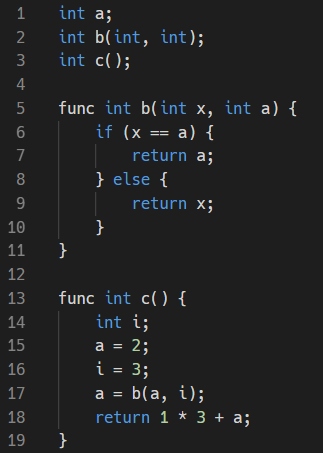 1 int a;
2 int b(int, int);
3 int c();
4
5 func int b(int x, int a) {
6     if (x == a) {
7         return a;
8     } else {
9         return x;
10     }
11 }
12
13 func int c() {
14     int i;
15     a = 2;
16     i = 3;
17     a = b(a, i);
18     return 1 * 3 + a;
19 }